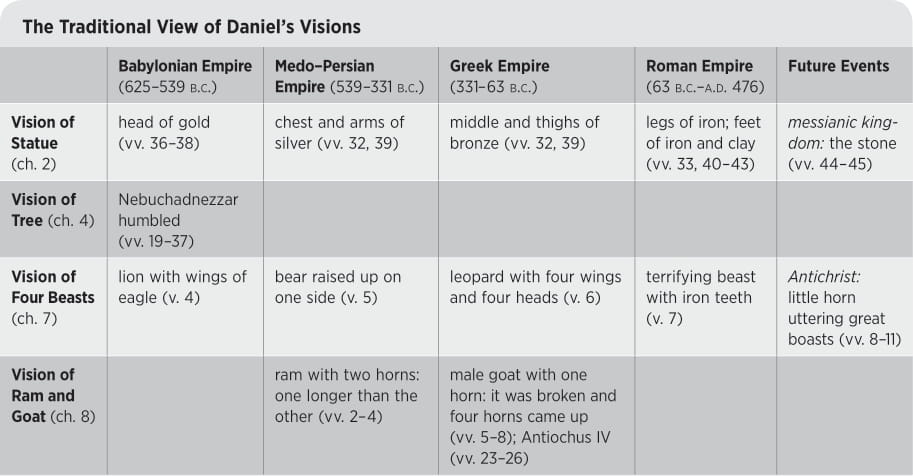 The Traditional View of Daniel’s Visions
Babylonian Empire
(625–539 B.C.)
Medo–Persian
Empire (539–331 B.C.)
Greek Empire
(331–63 B.C.)
Roman Empire
(63 B.C.–A.D. 476)
Future Events
Vision of
Statue
(ch. 2)
head of gold
(vv. 36–38)
chest and arms of
silver (vv. 32, 39)
middle and thighs of
bronze (vv. 32, 39)
legs of iron; feet
of iron and clay
(vv. 33, 40–43)
messianic king-
dom: the stone
(vv. 44–45)
Vision of
Tree (ch. 4)
Nebuchadnezzar
humbled
(vv. 19–37)
Vision of
Four Beasts
(ch. 7)
lion with wings of
eagle (v. 4)
bear raised up on
one side (v. 5)
leopard with four wings
and four heads (v. 6)
terrifying beast
with iron teeth
(v. 7)
Antichrist:
little horn
uttering great
boasts (vv. 8–11)
Vision of
Ram and
Goat (ch. 8)
ram with two horns:
one longer than the
other (vv. 2–4)
male goat with one
horn: it was broken and
four horns came up
(vv. 5–8); Antiochus IV
(vv. 23–26)